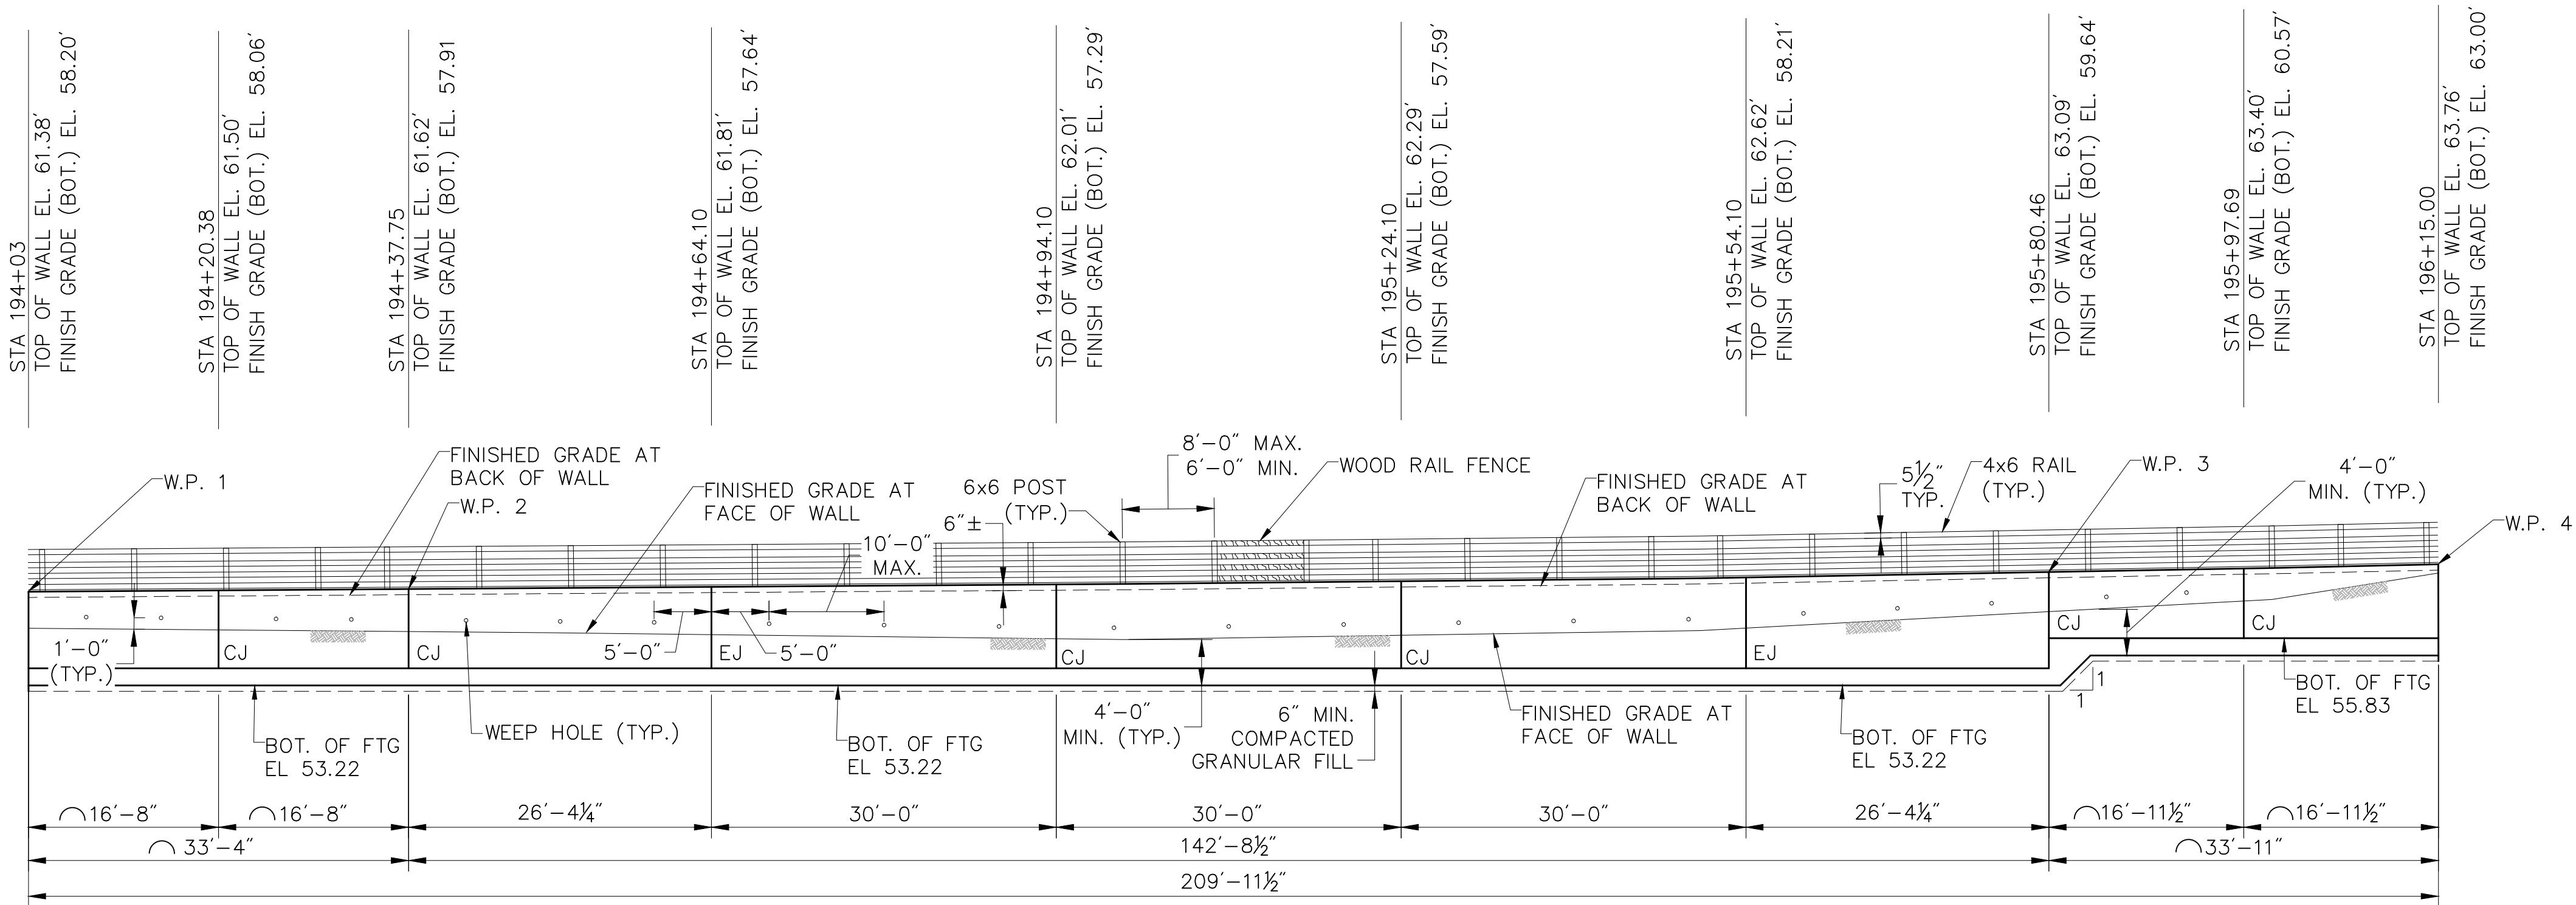 STA 194+03
TOP OF WALL EL. 61.38′
FINISH GRADE (BOT.) EL. 58.20′
STA 194+20.38
TOP OF WALL EL. 61.50′
FINISH GRADE (BOT.) EL. 58.06′
STA 194+37.75
TOP OF WALL EL. 61.62′
FINISH GRADE (BOT.) EL. 57.91
STA 194+64.10
TOP OF WALL EL. 61.81′
FINISH GRADE (BOT.) EL. 57.64′
STA 194+94.10
TOP OF WALL EL. 62.01′
FINISH GRADE (BOT.) EL. 57.29′
STA 195+24.10
TOP OF WALL EL. 62.29′
FINISH GRADE (BOT.) EL. 57.59′
STA 195+54.10
TOP OF WALL EL. 62.62′
FINISH GRADE (BOT.) EL. 58.21′
STA 195+80.46
TOP OF WALL EL. 63.09′
FINISH GRADE (BOT.) EL. 59.64′
STA 195+97.69
TOP OF WALL EL. 63.40′
FINISH GRADE (BOT.) EL. 60.57′
STA 196+15.00
TOP OF WALL EL. 63.76′
FINISH GRADE (BOT.) EL. 63.00′
W.P. 1
FINISHED GRADE AT
BACK OF WALL
W.P. 2
FINISHED GRADE AT
FACE OF WALL
10′-0″
MAX.
6″±
6x6 POST
(TYP.)
8′-0″ MAX.
6′-0″ MIN.
WOOD RAIL FENCE
FINISHED GRADE AT
BACK OF WALL
5½″
TYP.
4x6 RAIL
(TYP.)
W.P. 3
4′-0″
MIN. (TYP.)
W.P. 4
1′-0″
(TYP.)
CJ
CJ
5′-0″
EJ
5′-0″
CJ
CJ
EJ
CJ
CJ
BOT. OF FTG
EL 53.22
WEEP HOLE (TYP.)
BOT. OF FTG
EL 53.22
4′-0″
MIN. (TYP.)
6″ MIN.
COMPACTED
GRANULAR FILL
FINISHED GRADE AT
FACE OF WALL
BOT. OF FTG
EL 53.22
1
1
BOT. OF FTG
EL 55.83
16′-8″
16′-8″
26′-4¼″
30′-0″
30′-0″
30′-0″
26′-4¼″
16′-11½″
16′-11½″
33′-4″
142′-8½″
33′-11″
209′-11½″